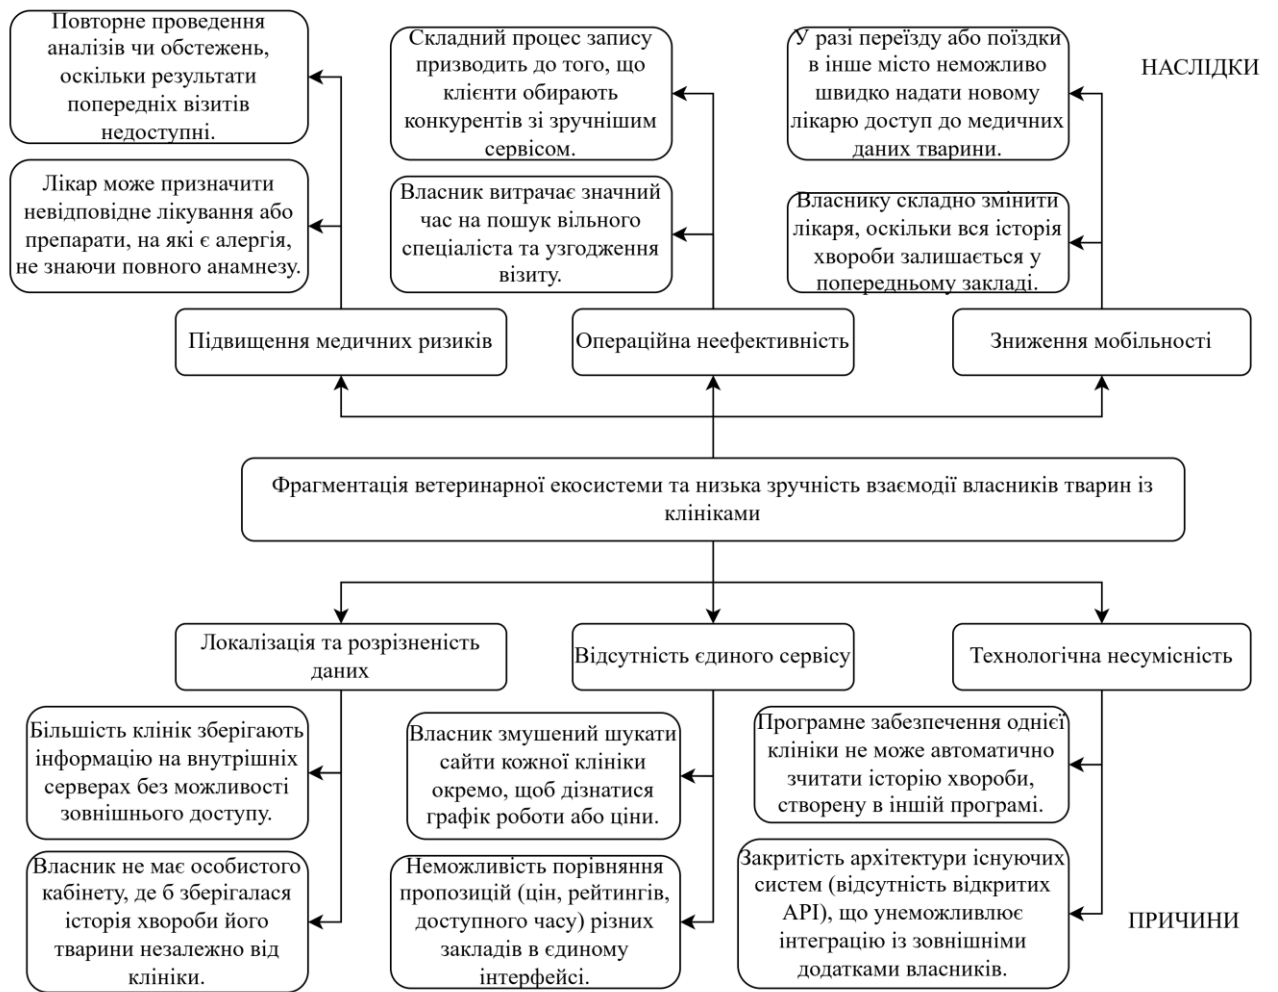 Повторне проведення
аналізів чи обстежень,
оскільки результати
попередніх візитів
недоступні.
Складний процес запису
призводить до того, що
клієнти обирають
конкурентів зі зручнішим
сервісом.
У разі переїзду або поїздки
в інше місто неможливо
швидко надати новому
лікарю доступ до медичних
даних тварини.
НАСЛІДКИ
Лікар може призначити
невідповідне лікування або
препарати, на які є алергія,
не знаючи повного анамнезу.
Власник витрачає значний
час на пошук вільного
спеціаліста та узгодження
візиту.
Власнику складно змінити
лікаря, оскільки вся історія
хвороби залишається у
попередньому закладі.
Підвищення медичних ризиків
Операційна неефективність
Зниження мобільності
Фрагментація ветеринарної екосистеми та низька зручність взаємодії власників тварин із
клініками
Локалізація та розрізненість
даних
Відсутність єдиного сервісу
Технологічна несумісність
Більшість клінік зберігають
інформацію на внутрішніх
серверах без можливості
зовнішнього доступу.
Власник змушений шукати
сайти кожної клініки
окремо, щоб дізнатися
графік роботи або ціни.
Програмне забезпечення однієї
клініки не може автоматично
зчитати історію хвороби,
створену в іншій програмі.
Власник не має особистого
кабінету, де б зберігалася
історія хвороби його
тварини незалежно від
клініки.
Неможливість порівняння
пропозицій (цін, рейтингів,
доступного часу) різних
закладів в єдиному
інтерфейсі.
Закритість архітектури існуючих
систем (відсутність відкритих
API), що унеможливлює
інтеграцію із зовнішніми
додатками власників.
ПРИЧИНИ